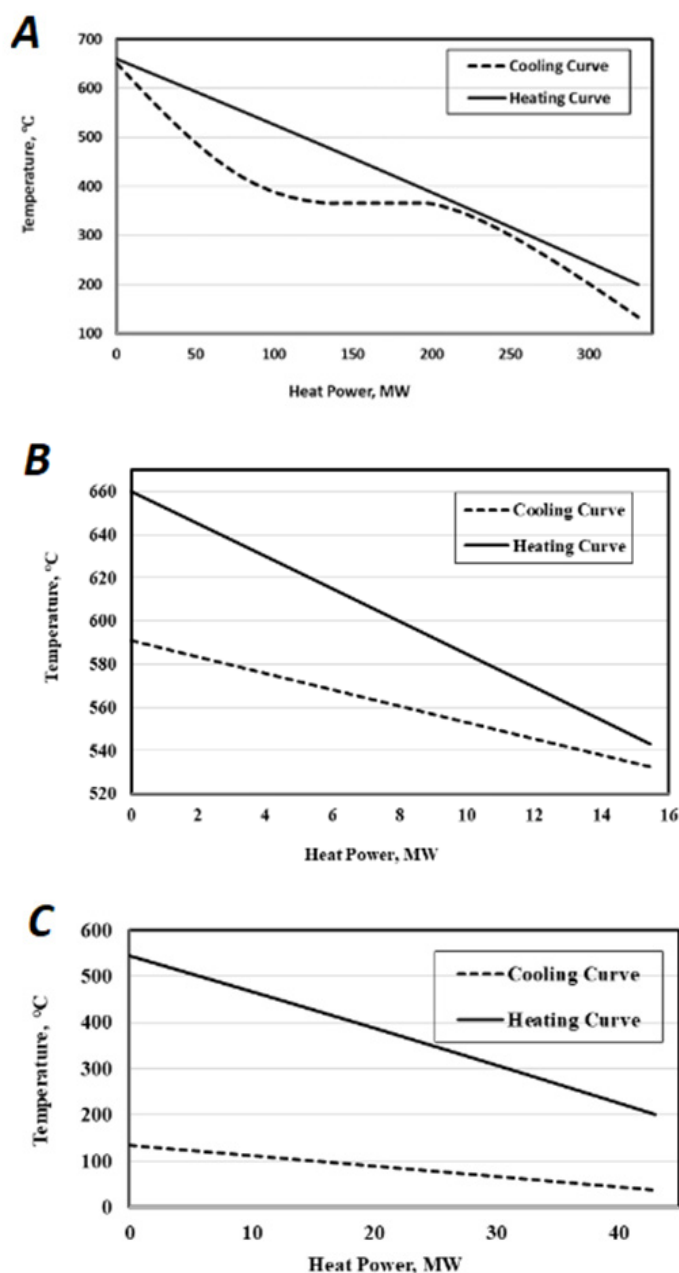 A
700
600
500
400
300
200
100
Temperature, °C
Cooling Curve
Heating Curve
0 50 100 150 200 250 300
Heat Power, MW
B
660
640
620
600
580
560
540
520
Temperature, °C
Cooling Curve
Heating Curve
0 2 4 6 8 10 12 14 16
Heat Power, MW
C
600
500
400
300
200
100
0
Temperature, °C
Cooling Curve
Heating Curve
0 10 20 30 40
Heat Power, MW